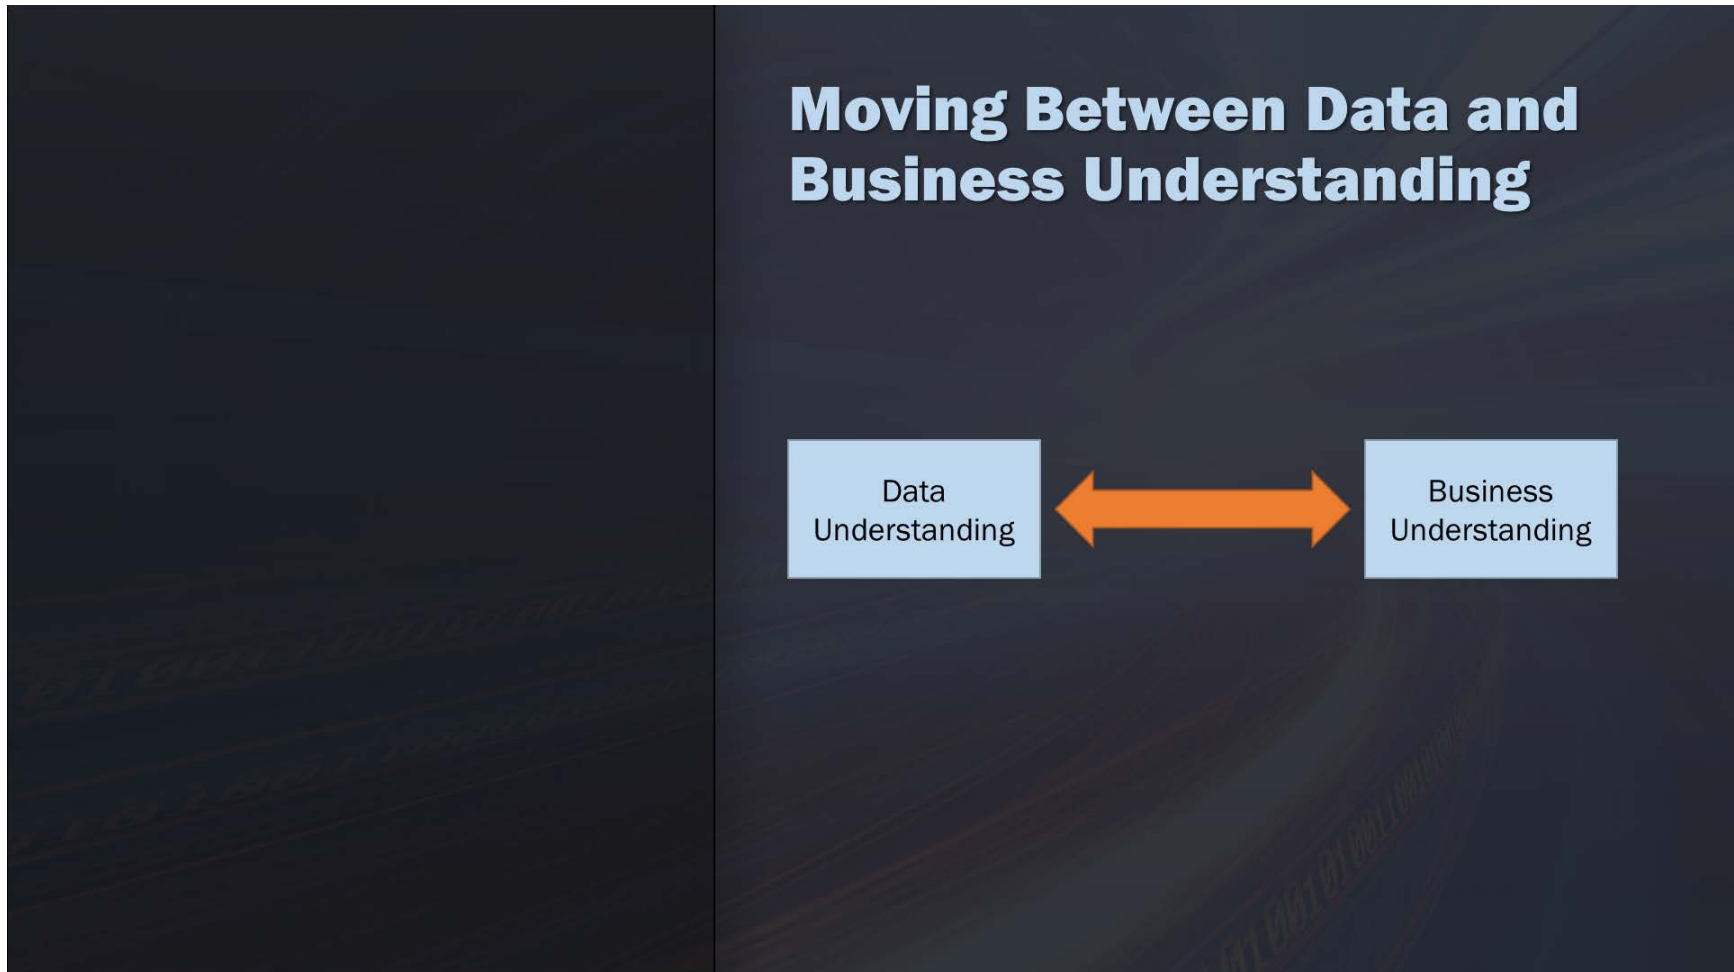 Moving Between Data and
Business Understanding
Data
Understanding
Business
Understanding